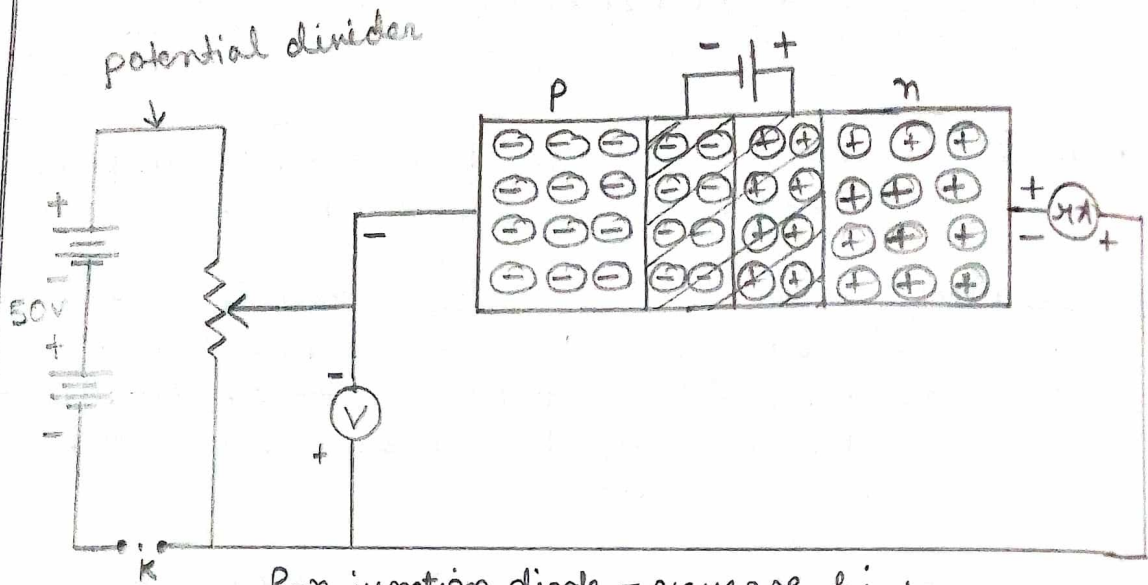 potential divider
- +
P n
+
-
50V
+
-
-
-
V
+
+
-
+
K
P-n junction diode - reverse bias